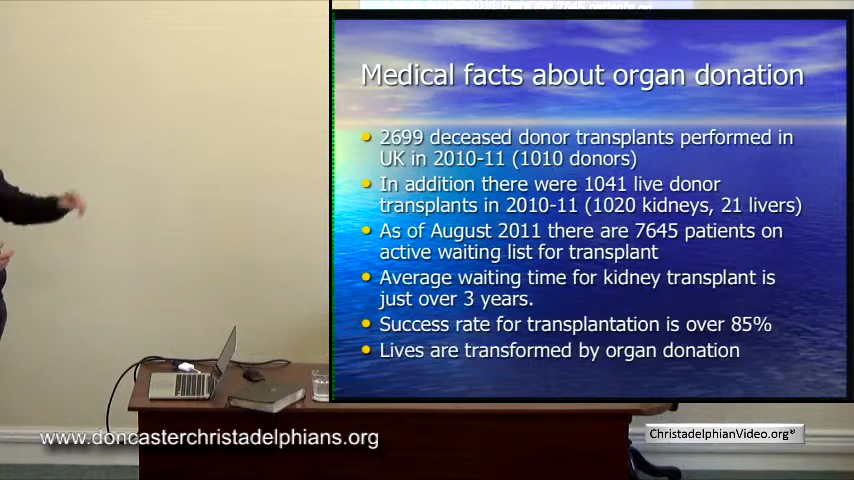 Medical facts about organ donation
2699 deceased donor transplants performed in
UK in 2010-11 (1010 donors)
In addition there were 1041 live donor
transplants in 2010-11 (1020 kidneys, 21 livers)
As of August 2011 there are 7645 patients on
active waiting list for transplant
Average waiting time for kidney transplant is
just over 3 years.
Success rate for transplantation is over 85%
Lives are transformed by organ donation
www.doncasterchristadelphians.org
ChristadelphianVideo.org®